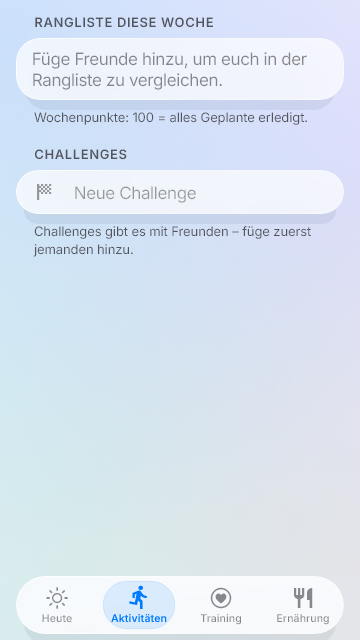 RANGLISTE DIESE WOCHE
Füge Freunde hinzu, um euch in der
Rangliste zu vergleichen.
Wochenpunkte: 100 = alles Geplante erledigt.
CHALLENGES
Neue Challenge
Challenges gibt es mit Freunden – füge zuerst
jemanden hinzu.
Heute
Aktivitäten
Training
Ernährung